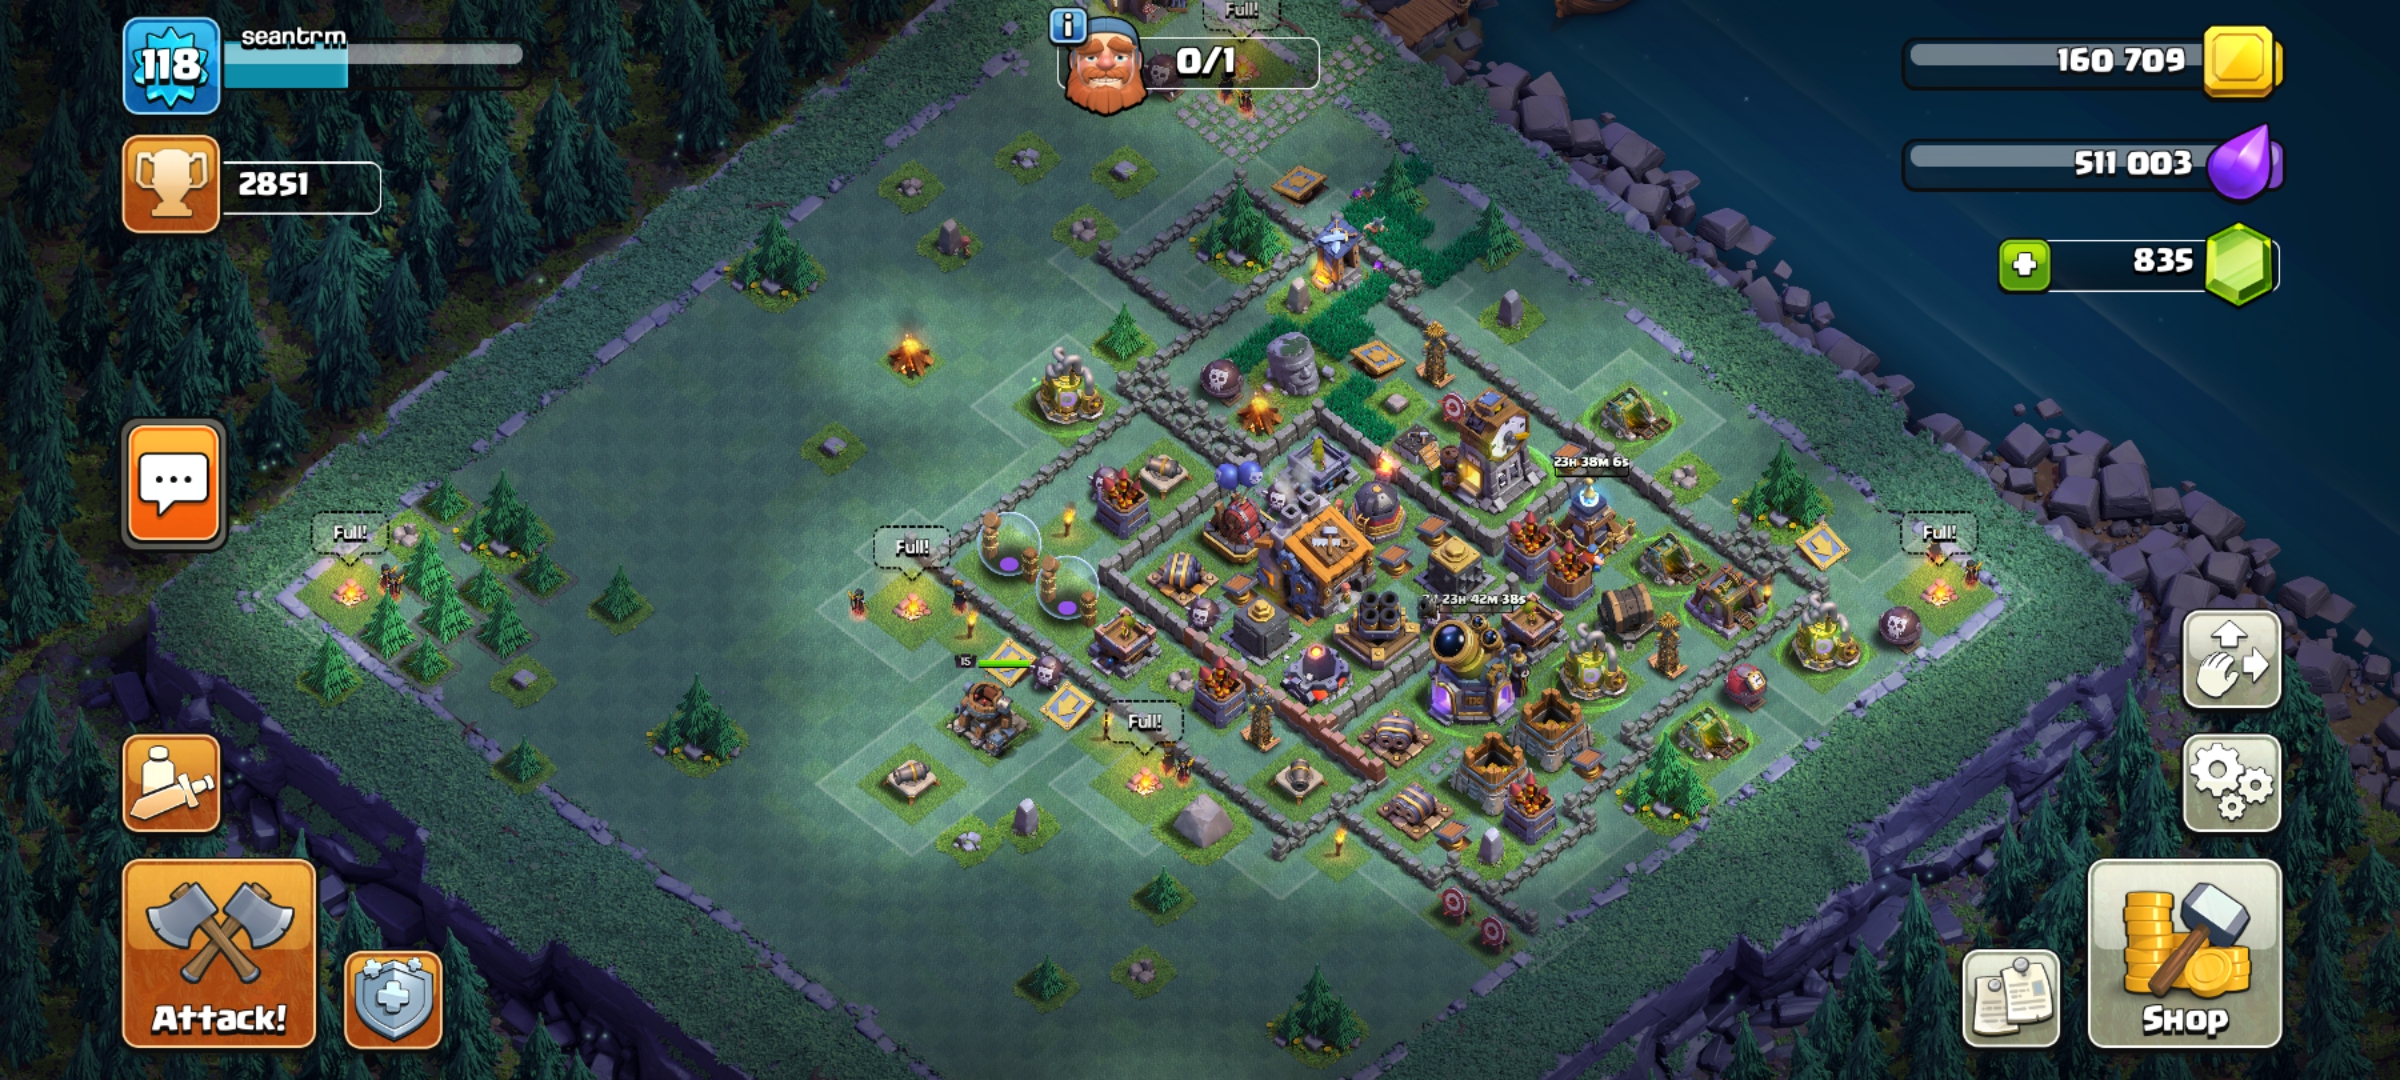 Full!
118
seantrm
0/1
160 709
2851
511 003
835
23H 38M 6S
Full!
Full!
Full!
23H 42M 38S
15
Full!
Attack!
Shop